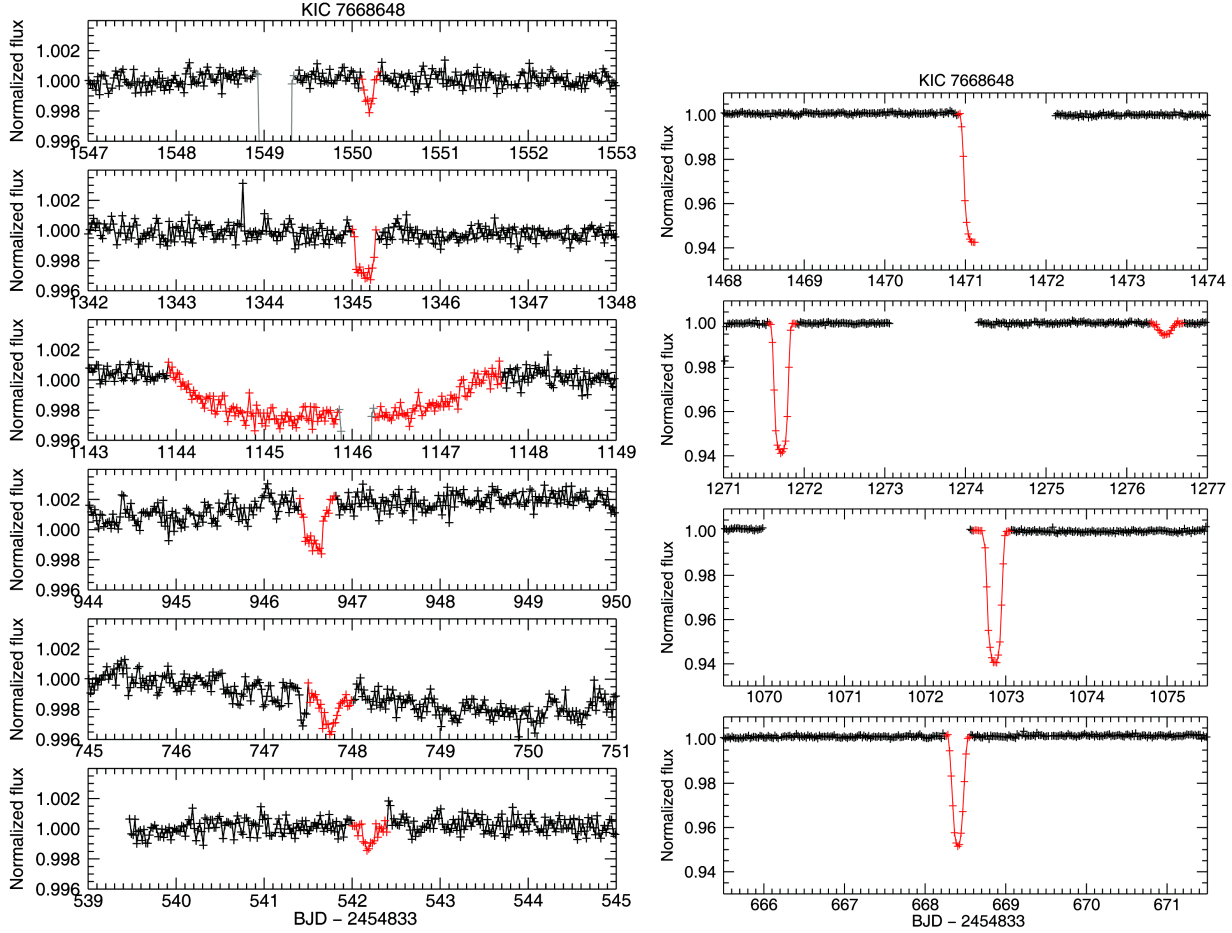 KIC 7668648
Normalized flux
1.002
1.000
0.998
0.996
1547 1548 1549 1550 1551 1552 1553
Normalized flux
1.002
1.000
0.998
0.996
1342 1343 1344 1345 1346 1347 1348
Normalized flux
1.002
1.000
0.998
0.996
1143 1144 1145 1146 1147 1148 1149
Normalized flux
1.002
1.000
0.998
0.996
944 945 946 947 948 949 950
Normalized flux
1.002
1.000
0.998
0.996
745 746 747 748 749 750 751
Normalized flux
1.002
1.000
0.998
0.996
539 540 541 542 543 544 545
BJD − 2454833
KIC 7668648
Normalized flux
1.00
0.98
0.96
0.94
1468 1469 1470 1471 1472 1473 1474
Normalized flux
1.00
0.98
0.96
0.94
1271 1272 1273 1274 1275 1276 1277
Normalized flux
1.00
0.98
0.96
0.94
1070 1071 1072 1073 1074 1075
Normalized flux
1.00
0.98
0.96
0.94
666 667 668 669 670 671
BJD − 2454833